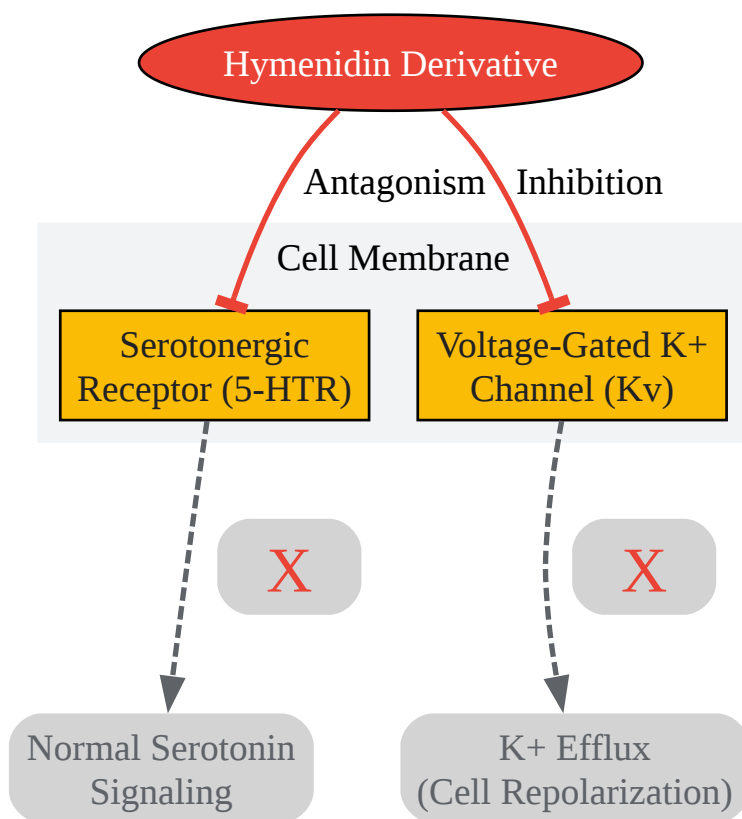 Hymenidin Derivative
Antagonism
Inhibition
Cell Membrane
Serotonergic
Receptor (5-HTR)
Voltage-Gated K+
Channel (Kv)
X
X
Normal Serotonin
Signaling
K+ Efflux
(Cell Repolarization)